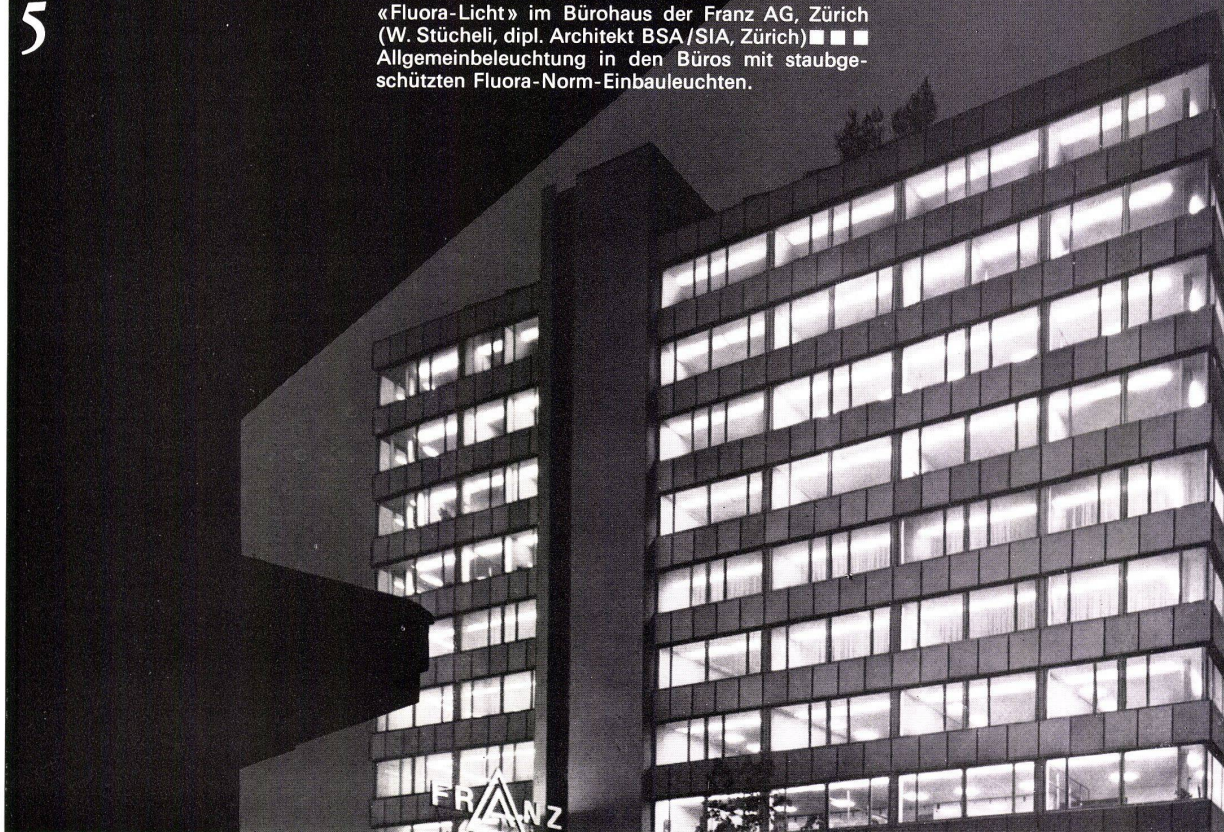 5
«Fluora-Licht» im Bürohaus der Franz AG, Zürich
(W. Stücheli, dipl. Architekt BSA/SIA, Zürich)■ ■ ■
Allgemeinbeleuchtung in den Büros mit staubge-
schützten Fluora-Norm-Einbauleuchten.
FRANZ